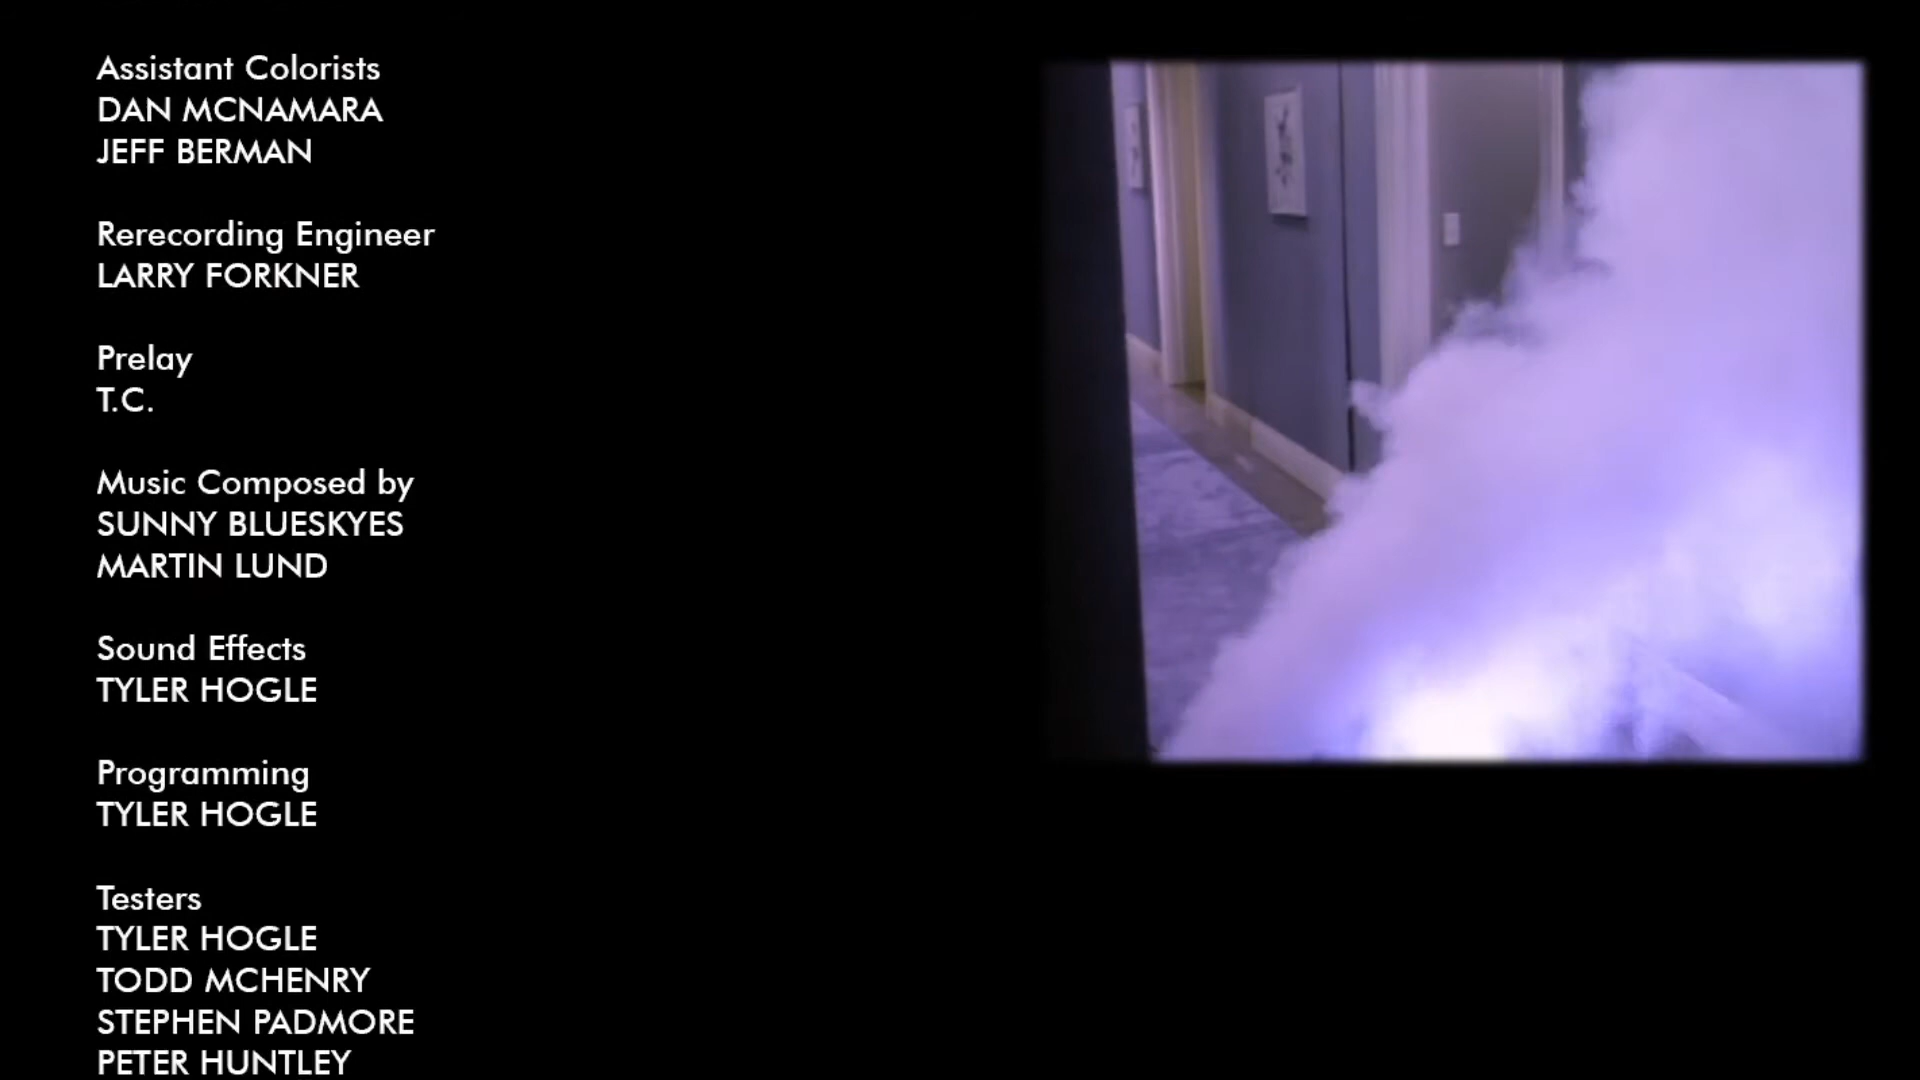 Assistant Colorists
DAN MCNAMARA
JEFF BERMAN
Rerecording Engineer
LARRY FORKNER
Prelay
T.C.
Music Composed by
SUNNY BLUESKYES
MARTIN LUND
Sound Effects
TYLER HOGLE
Programming
TYLER HOGLE
Testers
TYLER HOGLE
TODD MCHENRY
STEPHEN PADMORE
PETER HUNTLEY